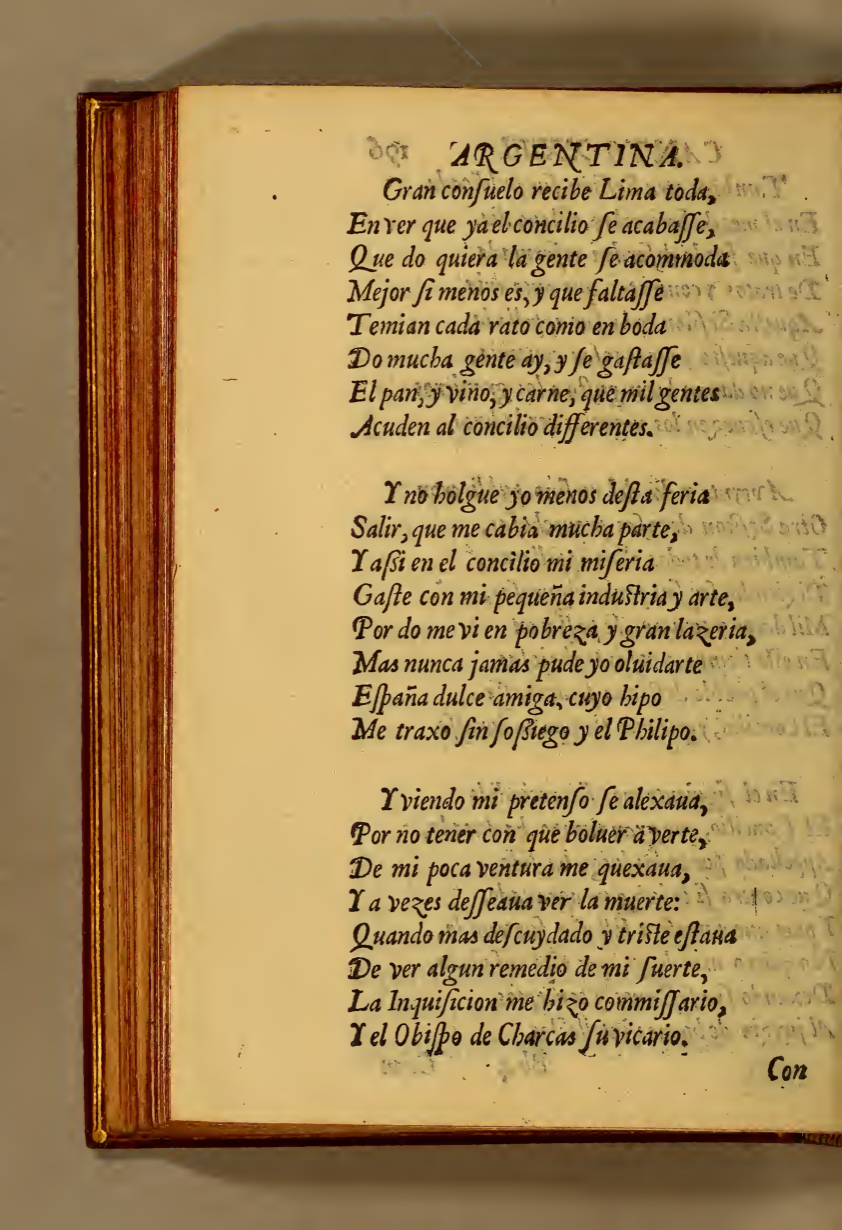 ARGENTINA.
Gran conſuelo recibe Lima toda,
En ver que ya el concilio ſe acabaſſe,
Que do quiera la gente ſe acommoda
Mejor ſi menos es, y que faltaſſe
Temian cada rato como en boda
Do mucha gente ay, y ſe gaſtaſſe
El pan, y vino, y carne, que mil gentes
Acuden al concilio differentes.
Y no holgue yo menos deſta feria
Salir, que me cabia mucha parte,
Y aſsi en el concilio mi miſeria
Gaſte con mi pequeña induſtria y arte,
Por do me vi en pobreza, y gran lazeria,
Mas nunca jamas pude yo oluidarte
Eſpaña dulce amiga, cuyo hipo
Me traxo ſin ſoſsiego y el Philipo.
Y viendo mi pretenſo ſe alexaua,
Por no tener con que boluer à verte,
De mi poca ventura me quexaua,
Y a vezes deſſeaua ver la muerte:
Quando mas deſcuydado y triſte eſtaua
De ver algun remedio de mi ſuerte,
La Inquiſicion me hizo commiſſario,
Y el Obiſpo de Charcas ſu vicario.
Con